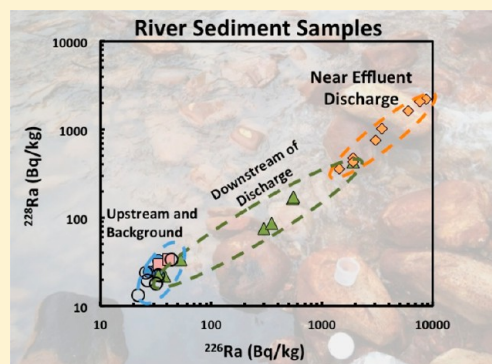 River Sediment Samples
10000
1000
100
10
²²⁸Ra (Bq/kg)
Near Effluent
Discharge
Downstream of
Discharge
Upstream and
Background
10
100
1000
10000
²²⁶Ra (Bq/kg)